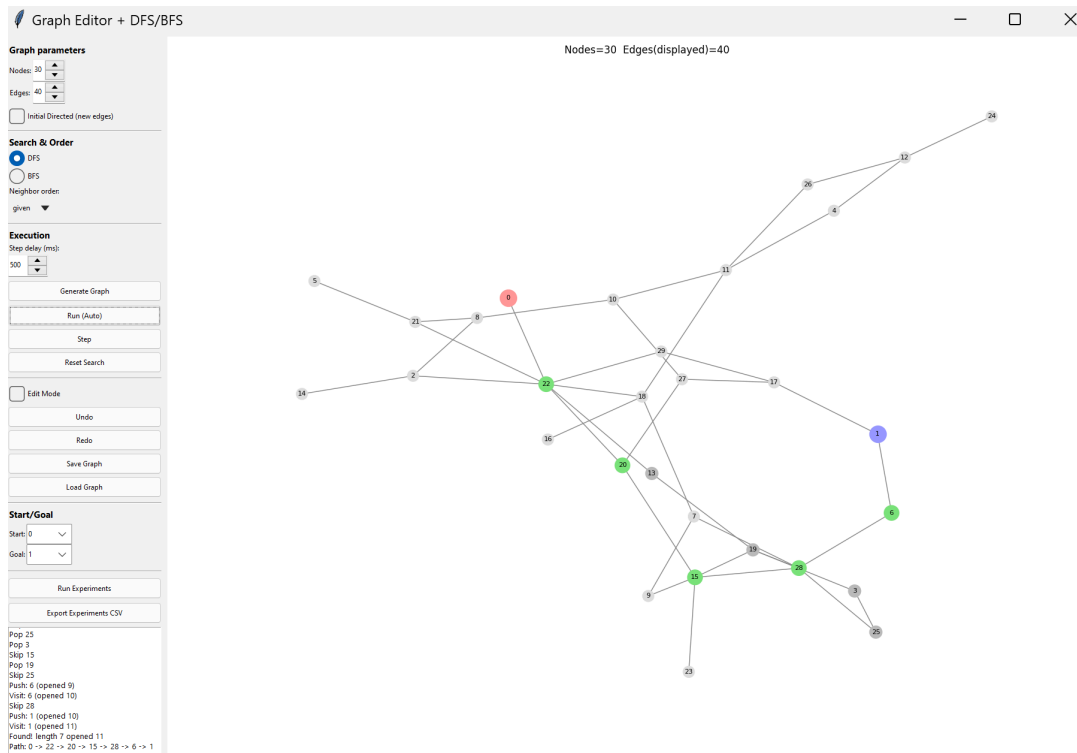 Graph Editor + DFS/BFS
Graph parameters
Nodes: 30
Edges: 40
Initial Directed (new edges)
Search & Order
DFS
BFS
Neighbor order:
given
Execution
Step delay (ms):
500
Generate Graph
Run (Auto)
Step
Reset Search
Edit Mode
Undo
Redo
Save Graph
Load Graph
Start/Goal
Start: 0
Goal: 1
Run Experiments
Export Experiments CSV
Pop 25
Pop 3
Skip 15
Pop 19
Skip 25
Push: 6 (opened 9)
Visit: 6 (opened 10)
Skip 28
Push: 1 (opened 10)
Visit: 1 (opened 11)
Found! length 7 opened 11
Path: 0 -> 22 -> 20 -> 15 -> 28 -> 6 -> 1
Nodes=30 Edges(displayed)=40
24
12
26
4
11
5
0
10
8
21
29
2
22
27
17
14
18
1
16
20
13
6
7
19
28
15
3
9
25
23